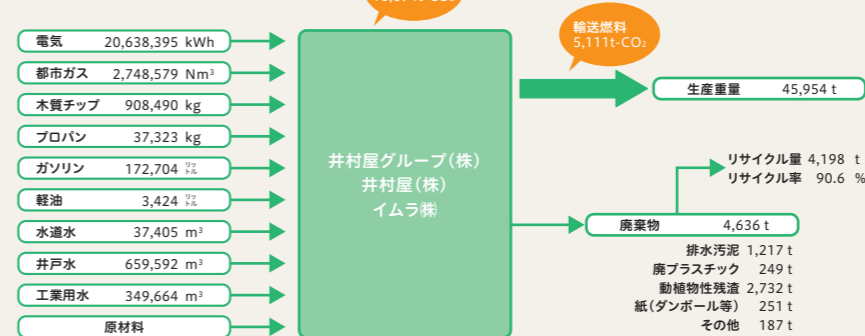 輸送燃料
5,111t-CO₂
電気 20,638,395 kWh
都市ガス 2,748,579 Nm³
木質チップ 908,490 kg
プロパン 37,323 kg
ガソリン 172,704 リットル
軽油 3,424 リットル
水道水 37,405 m³
井戸水 659,592 m³
工業用水 349,664 m³
原材料
井村屋グループ(株)
井村屋(株)
イムラ㈱
生産重量 45,954 t
リサイクル量 4,198 t
リサイクル率 90.6 %
廃棄物 4,636 t
排水汚泥 1,217 t
廃プラスチック 249 t
動植物性残渣 2,732 t
紙(ダンボール等) 251 t
その他 187 t